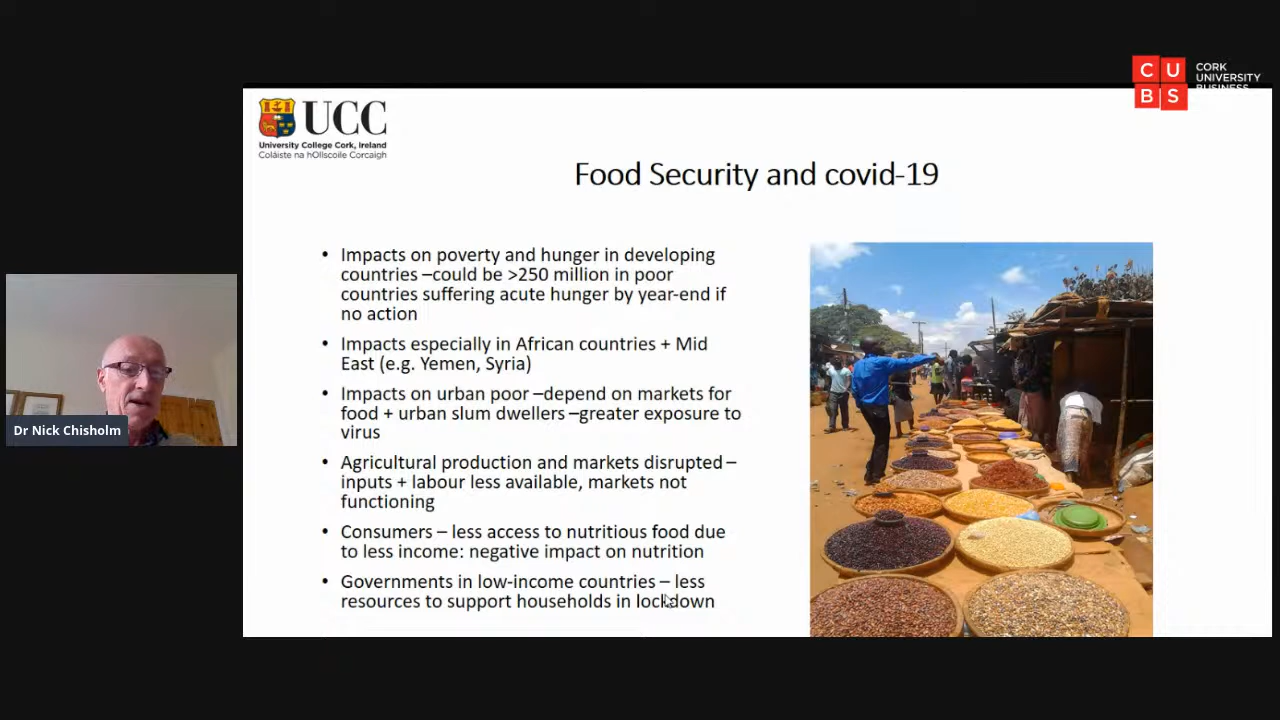 CU
BS
CORK
UNIVERSITY
BUSINESS
UCC
University College Cork, Ireland
Coláiste na hOllscoile Corcaigh
Food Security and covid-19
• Impacts on poverty and hunger in developing
countries –could be >250 million in poor
countries suffering acute hunger by year-end if
no action
• Impacts especially in African countries + Mid
East (e.g. Yemen, Syria)
• Impacts on urban poor –depend on markets for
food + urban slum dwellers –greater exposure to
virus
• Agricultural production and markets disrupted –
inputs + labour less available, markets not
functioning
• Consumers – less access to nutritious food due
to less income: negative impact on nutrition
• Governments in low-income countries – less
resources to support households in lockdown
Dr Nick Chisholm